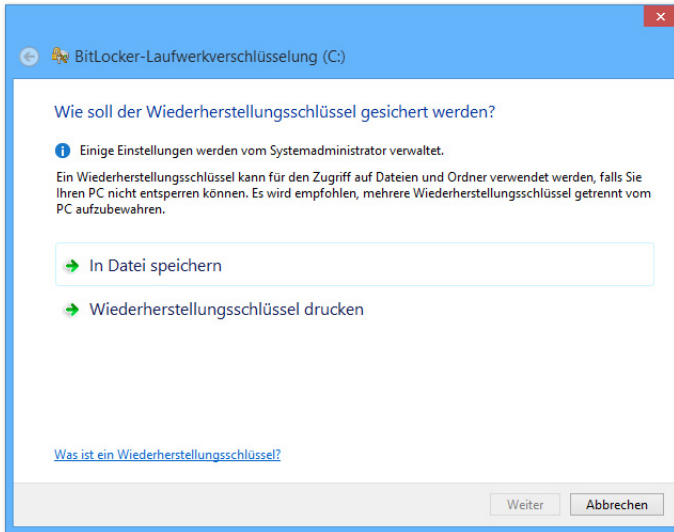 BitLocker-Laufwerkverschlüsselung (C:)
Wie soll der Wiederherstellungsschlüssel gesichert werden?
Einige Einstellungen werden vom Systemadministrator verwaltet.
Ein Wiederherstellungsschlüssel kann für den Zugriff auf Dateien und Ordner verwendet werden, falls Sie
Ihren PC nicht entsperren können. Es wird empfohlen, mehrere Wiederherstellungsschlüssel getrennt vom
PC aufzubewahren.
In Datei speichern
Wiederherstellungsschlüssel drucken
Was ist ein Wiederherstellungsschlüssel?
Weiter
Abbrechen